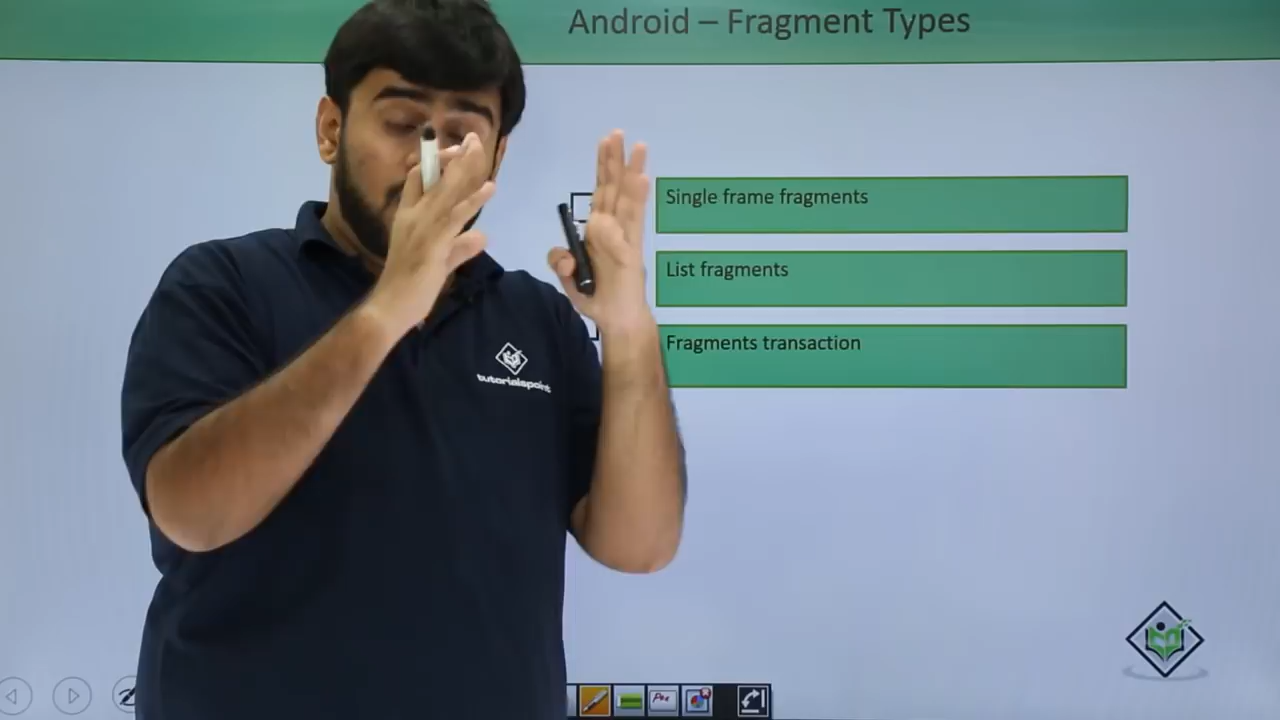 Android – Fragment Types
Single frame fragments
List fragments
Fragments transaction
tutorialspoint